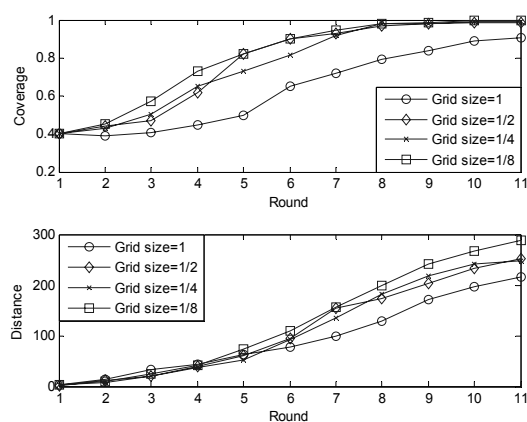 1
0.8
0.6
0.4
0.2
Coverage
Grid size=1
Grid size=1/2
Grid size=1/4
Grid size=1/8
1 2 3 4 5 6 7 8 9 10 11
Round
300
200
100
0
Distance
Grid size=1
Grid size=1/2
Grid size=1/4
Grid size=1/8
1 2 3 4 5 6 7 8 9 10 11
Round